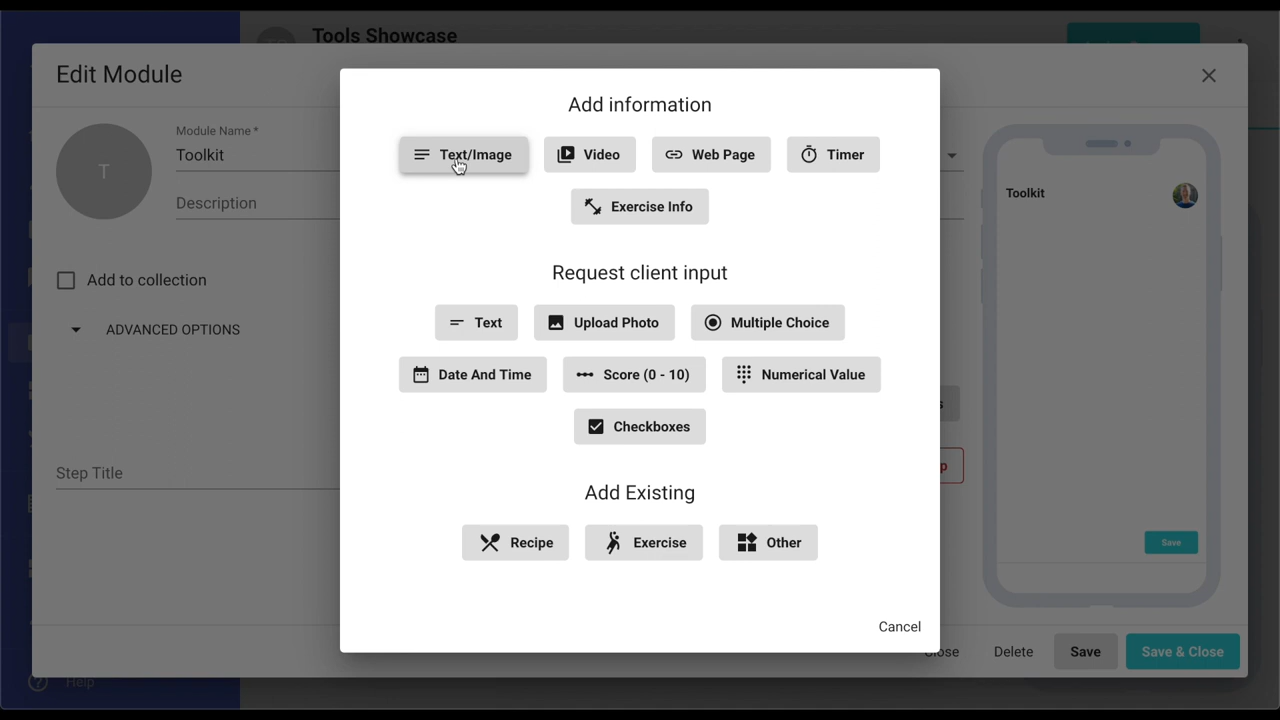 Tools Showcase
Edit Module
T
Module Name *
Toolkit
Description
Add to collection
ADVANCED OPTIONS
Step Title
Add information
Text/Image
Video
Web Page
Timer
Exercise Info
Request client input
Text
Upload Photo
Multiple Choice
Date And Time
Score (0 - 10)
Numerical Value
Checkboxes
Add Existing
Recipe
Exercise
Other
Cancel
Toolkit
Save
Delete
Save
Save & Close
Help